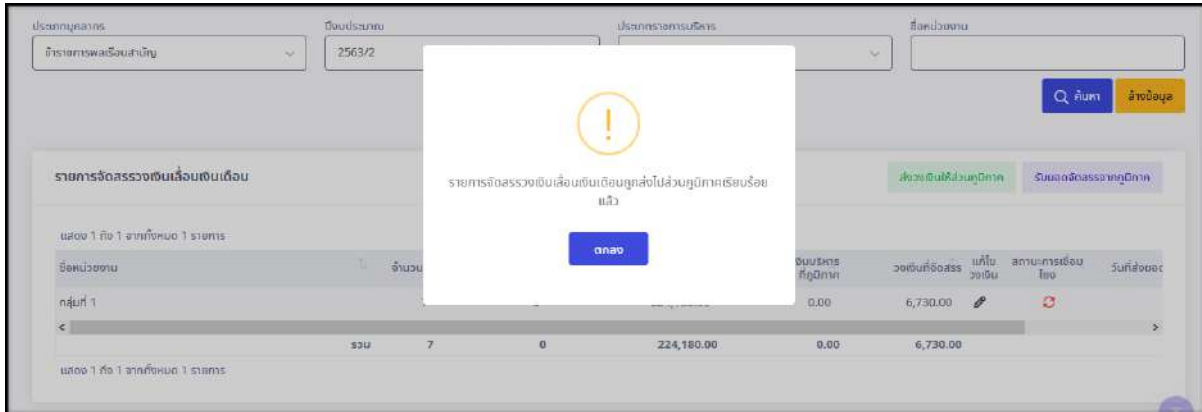 ประเภทบุคลากร ปีงบประมาณ ประเภทรายการบริหาร ชื่อหน่วยงาน
ข้าราชการพลเรือนสามัญ 2563/2
ค้นหา ล้างข้อมูล
รายการจัดสรรวงเงินเลื่อนเงินเดือน ส่งวงเงินให้ส่วนภูมิภาค รับยอดจัดสรรจากภูมิภาค
รายการจัดสรรวงเงินเลื่อนเงินเดือนถูกส่งไปส่วนภูมิภาคเรียบร้อย
แล้ว
ตกลง
แสดง 1 ถึง 1 จากทั้งหมด 1 รายการ
ชื่อหน่วยงาน จำนวน วงเงินที่จัดสรร แก้ไข สถานะการเชื่อม วันที่ส่งยอด
ที่ภูมิภาค วงเงิน โยง
กลุ่มที่ 1 0.00 6,730.00
รวม 7 0 224,180.00 0.00 6,730.00
แสดง 1 ถึง 1 จากทั้งหมด 1 รายการ